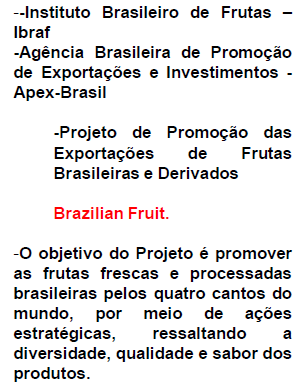 --Instituto Brasileiro de Frutas –
Ibraf
-Agência Brasileira de Promoção
de Exportações e Investimentos -
Apex-Brasil
-Projeto de Promoção das
Exportações de Frutas
Brasileiras e Derivados
Brazilian Fruit.
-O objetivo do Projeto é promover
as frutas frescas e processadas
brasileiras pelos quatro cantos do
mundo, por meio de ações
estratégicas, ressaltando a
diversidade, qualidade e sabor dos
produtos.